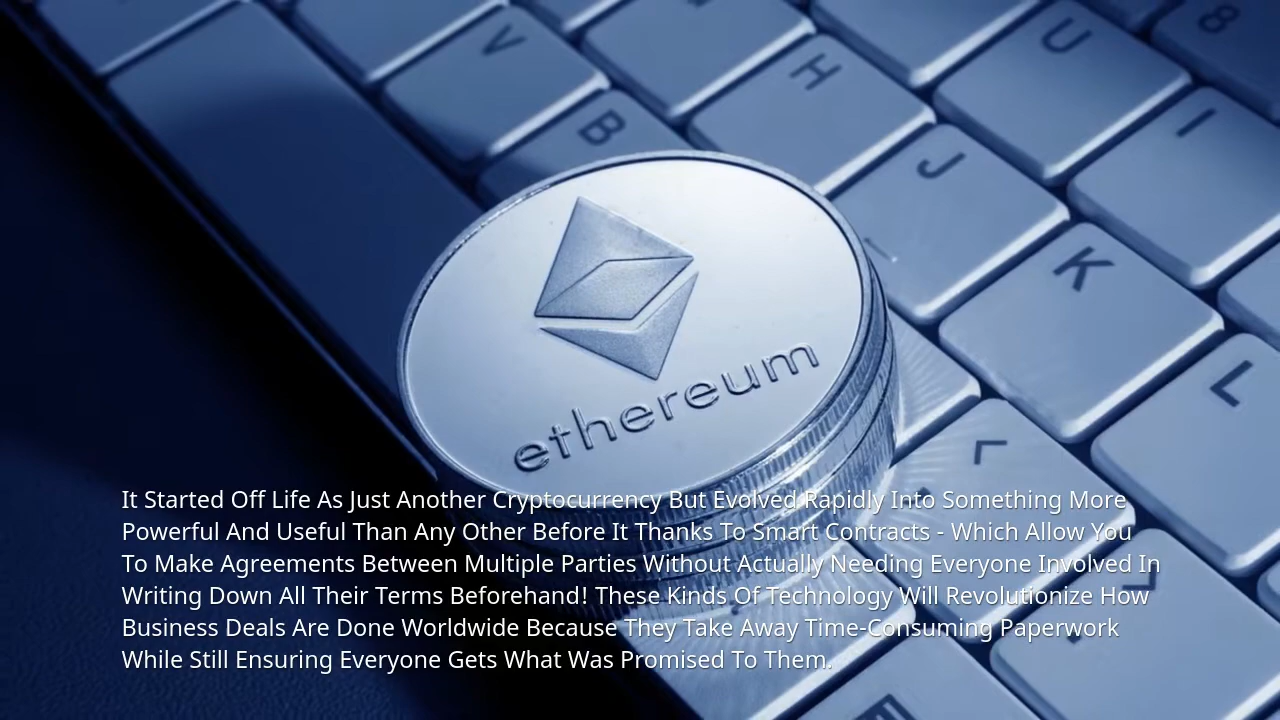 V
B
H
U
8
I
J
K
L
ethereum
It Started Off Life As Just Another Cryptocurrency But Evolved Rapidly Into Something More
Powerful And Useful Than Any Other Before It Thanks To Smart Contracts - Which Allow You
To Make Agreements Between Multiple Parties Without Actually Needing Everyone Involved In
Writing Down All Their Terms Beforehand! These Kinds Of Technology Will Revolutionize How
Business Deals Are Done Worldwide Because They Take Away Time-Consuming Paperwork
While Still Ensuring Everyone Gets What Was Promised To Them.